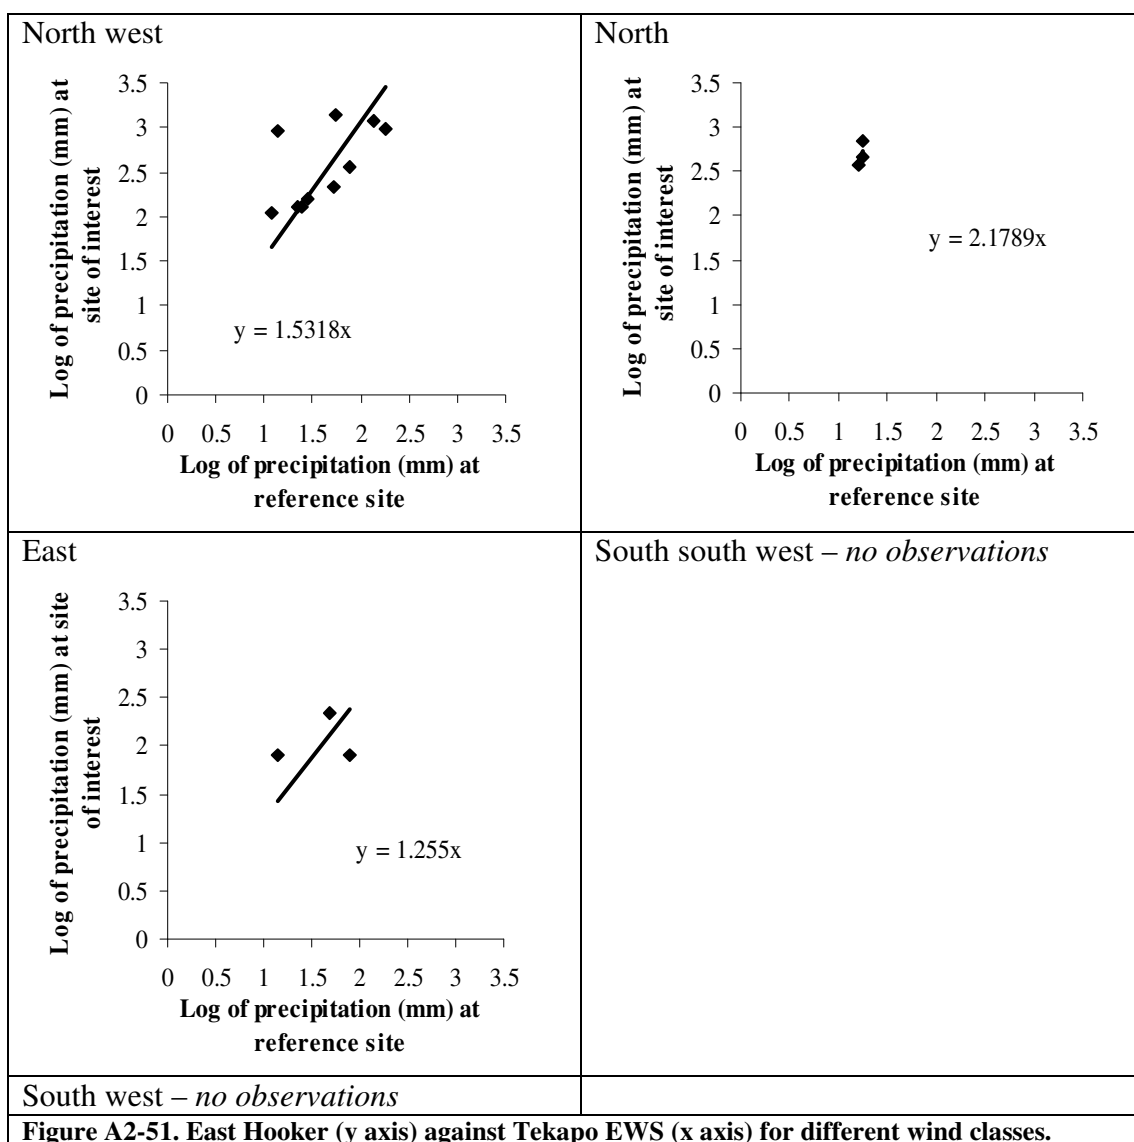 North west
3.5
3
2.5
2
1.5
1
0.5
0
0 0.5 1 1.5 2 2.5 3 3.5
Log of precipitation (mm) at
site of interest
y = 1.5318x
Log of precipitation (mm) at
reference site
North
3.5
3
2.5
2
1.5
1
0.5
0
0 0.5 1 1.5 2 2.5 3 3.5
Log of precipitation (mm) at
site of interest
y = 2.1789x
Log of precipitation (mm) at
reference site
East
3.5
3
2.5
2
1.5
1
0.5
0
0 0.5 1 1.5 2 2.5 3 3.5
Log of precipitation (mm) at site
of interest
y = 1.255x
Log of precipitation (mm) at
reference site
South south west – no observations
South west – no observations
Figure A2-51. East Hooker (y axis) against Tekapo EWS (x axis) for different wind classes.